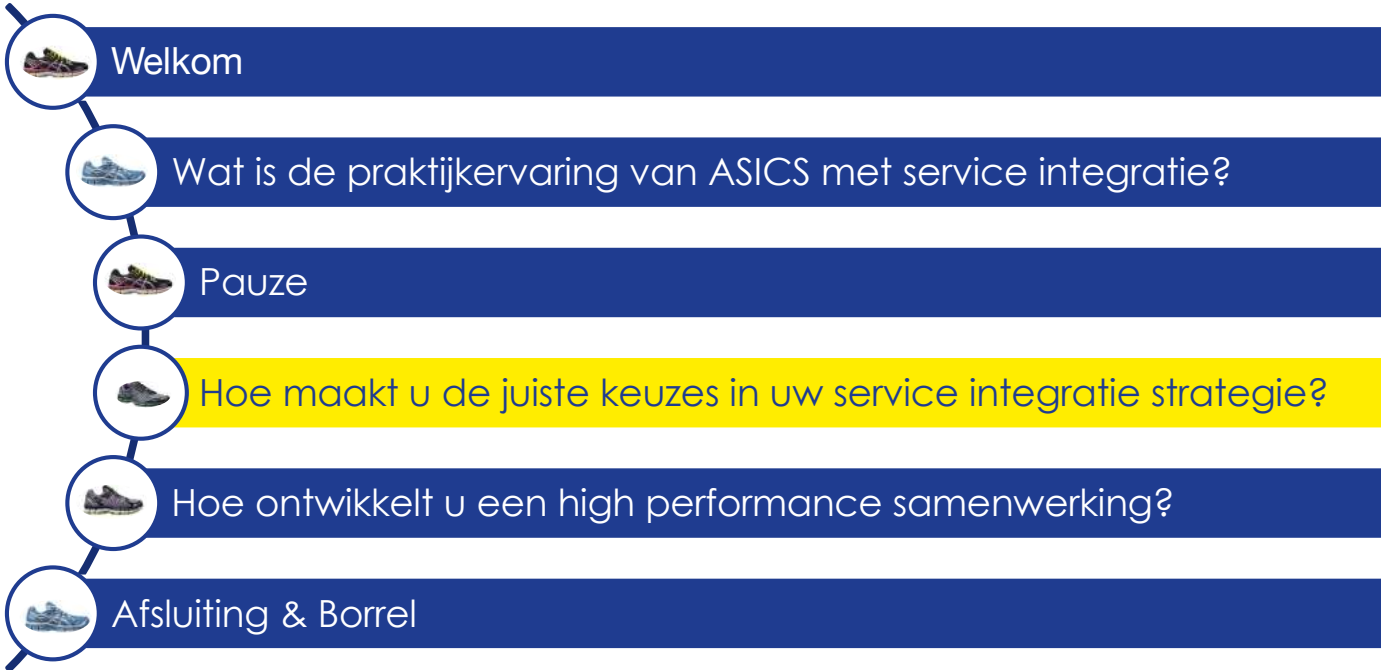 Welkom
Wat is de praktijkervaring van ASICS met service integratie?
Pauze
Hoe maakt u de juiste keuzes in uw service integratie strategie?
Hoe ontwikkelt u een high performance samenwerking?
Afsluiting & Borrel